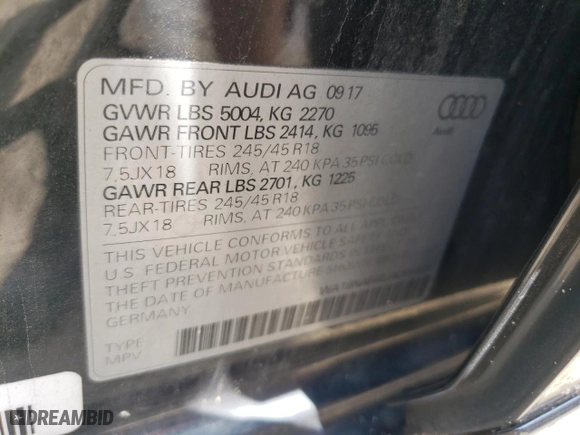 MFD. BY AUDI AG 09 17
GVWR LBS 5004, KG 2270
GAWR FRONT LBS 2414, KG 1095
FRONT-TIRES 245/45 R18
7,5JX18 RIMS, AT 240 KPA 35 PSI COLD
GAWR REAR LBS 2701, KG 1225
REAR-TIRES 245/45 R18
7,5JX18 RIMS, AT 240 KPA 35 PSI COLD
THIS VEHICLE CONFORMS TO ALL
U.S. FEDERAL MOTOR VEHICLE
THEFT PREVENTION STANDARDS
DATE OF MANUFACTURE
GERMANY
TYPE
MPV
Audi
DREAMBID